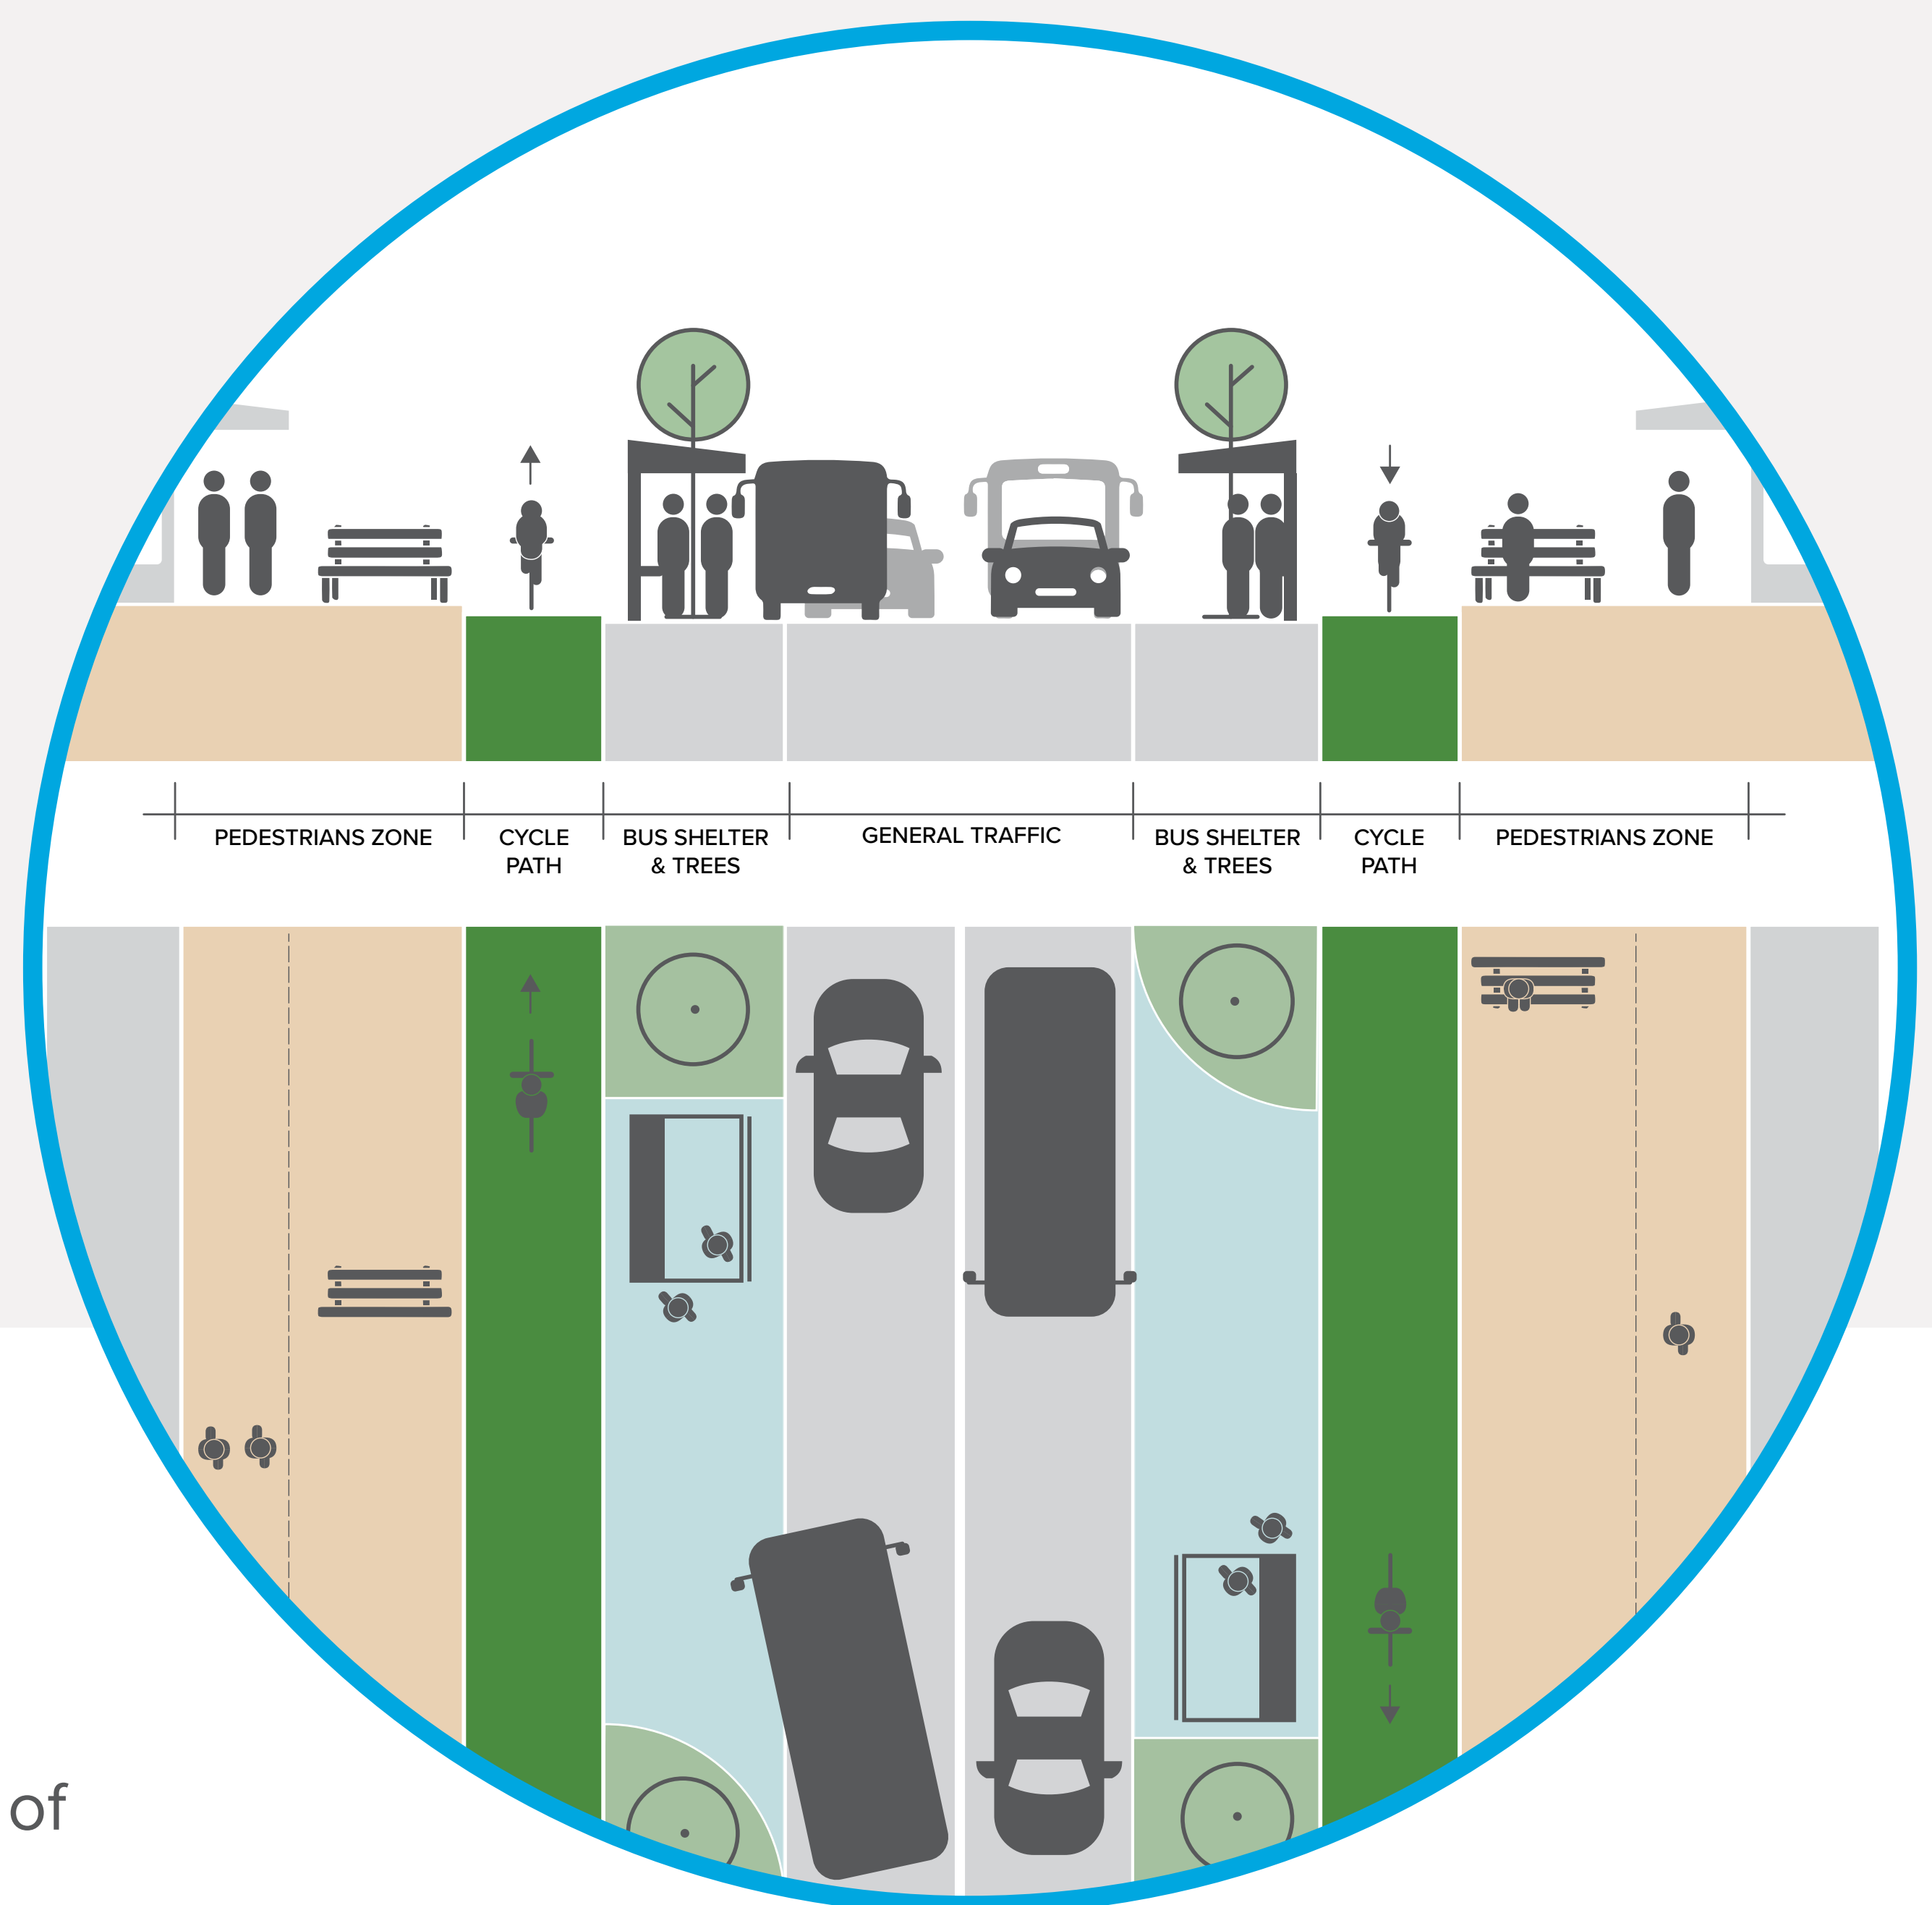 PEDESTRIANS ZONE
CYCLE
PATH
BUS SHELTER
& TREES
GENERAL TRAFFIC
BUS SHELTER
& TREES
CYCLE
PATH
PEDESTRIANS ZONE
of